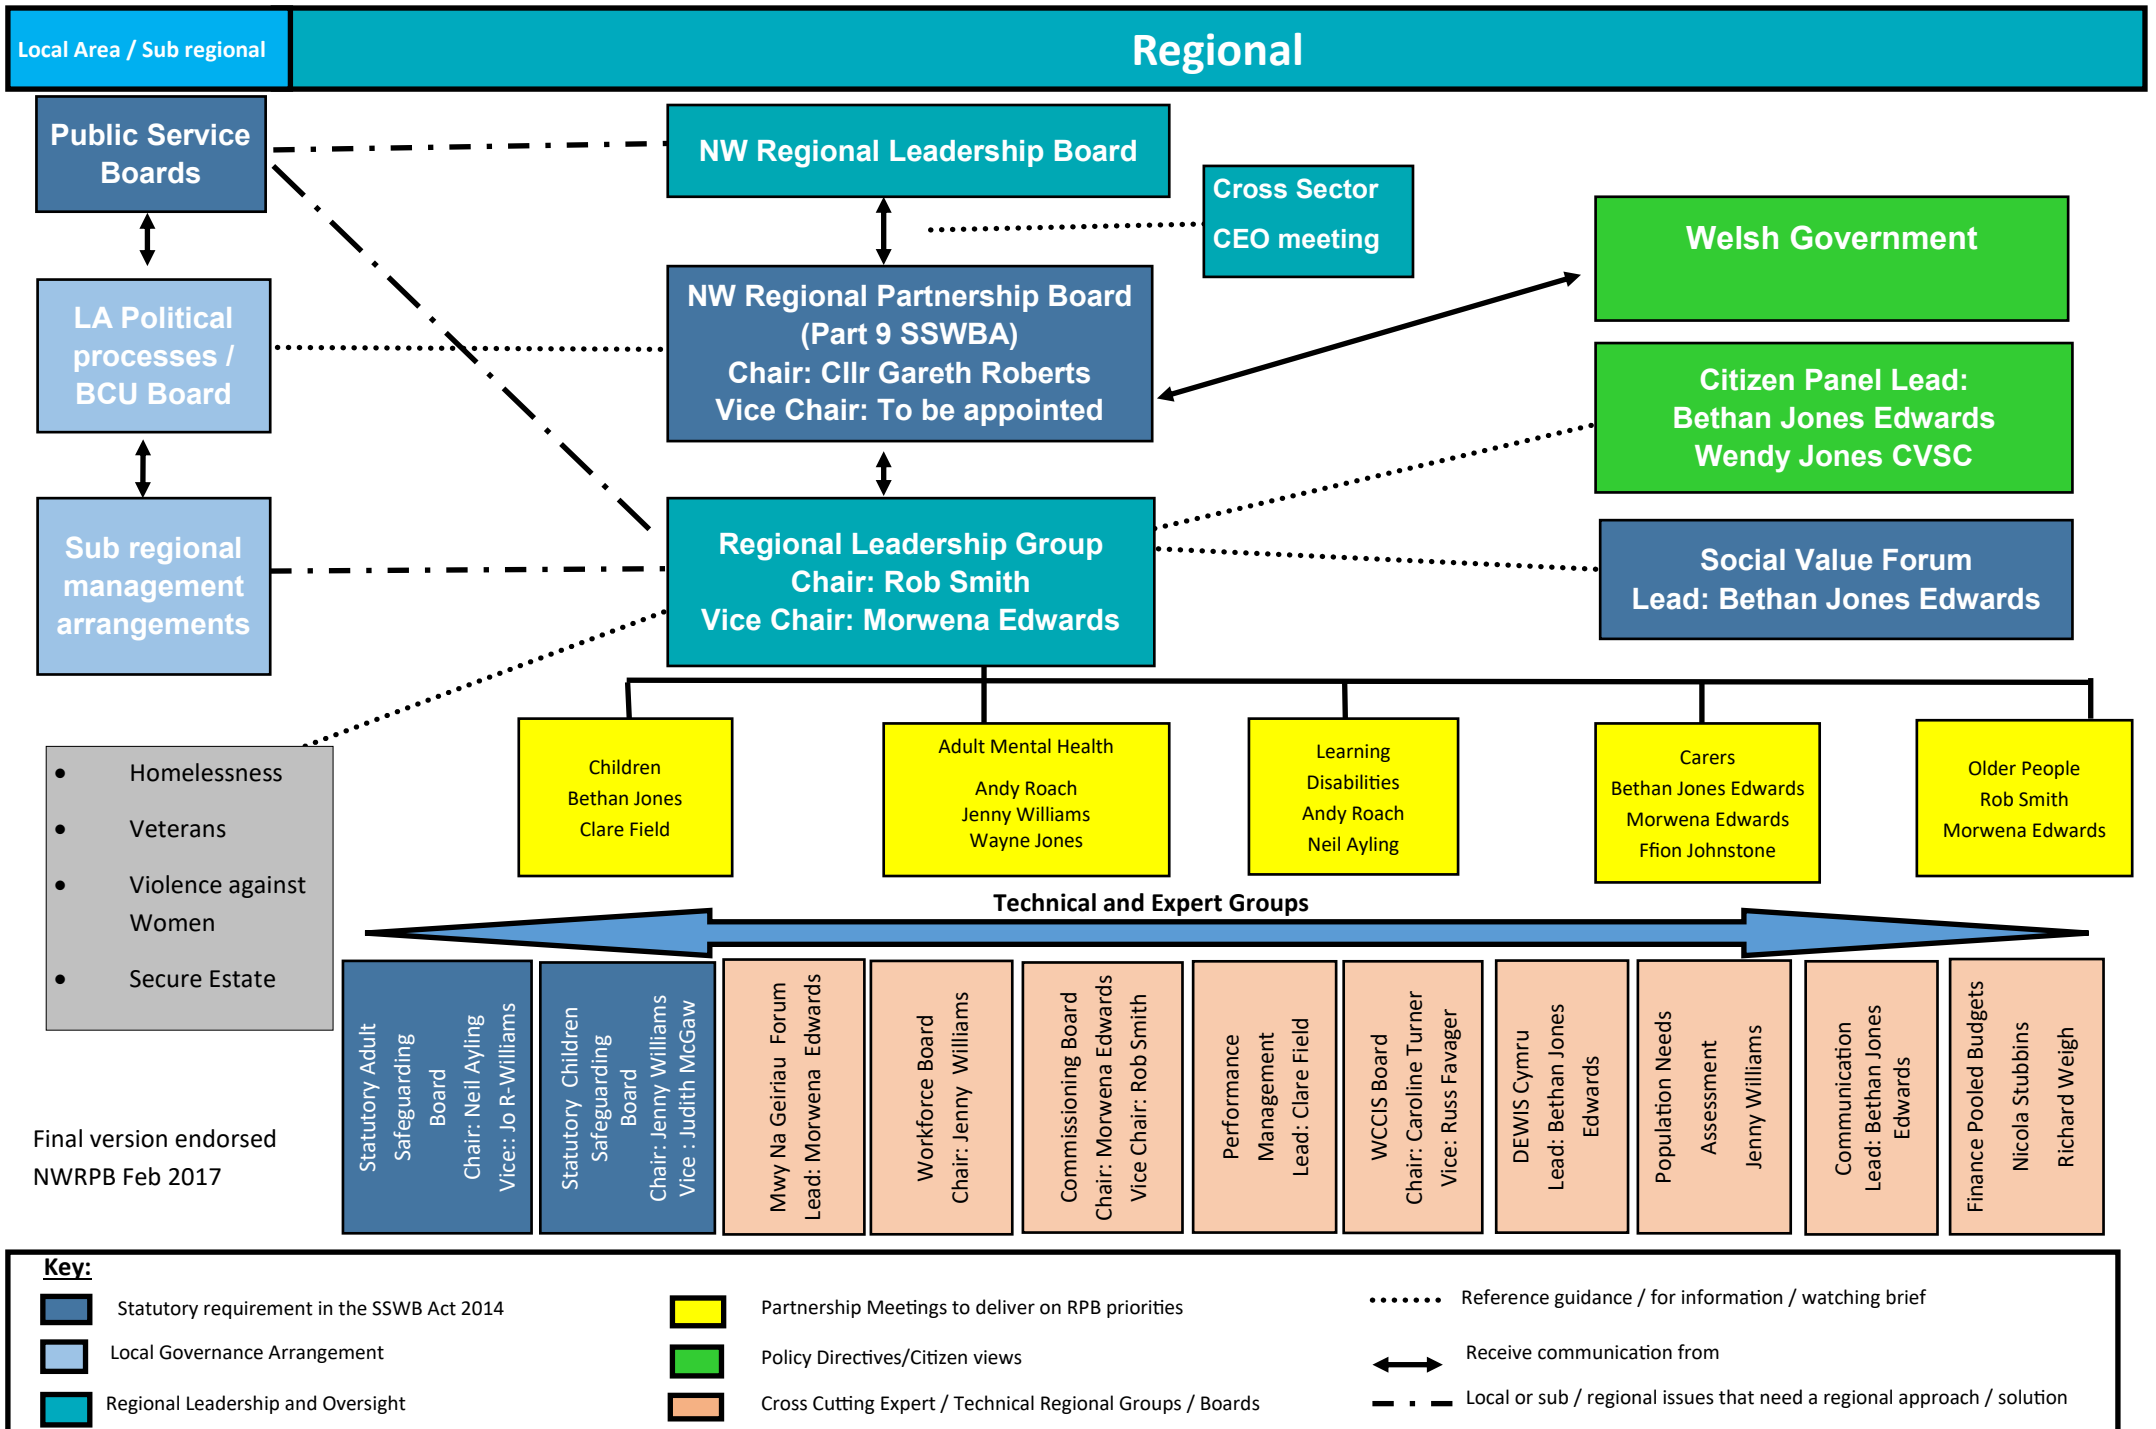 Local Area / Sub regional
Regional
Public Service
Boards
NW Regional Leadership Board
Cross Sector
CEO meeting
Welsh Government
LA Political
processes /
BCU Board
NW Regional Partnership Board
(Part 9 SSWBA)
Chair: Cllr Gareth Roberts
Vice Chair: To be appointed
Citizen Panel Lead:
Bethan Jones Edwards
Wendy Jones CVSC
Sub regional
management
arrangements
Regional Leadership Group
Chair: Rob Smith
Vice Chair: Morwena Edwards
Social Value Forum
Lead: Bethan Jones Edwards
• Homelessness
• Veterans
• Violence against
Women
• Secure Estate
Children
Bethan Jones
Clare Field
Adult Mental Health
Andy Roach
Jenny Williams
Wayne Jones
Learning
Disabilities
Andy Roach
Neil Ayling
Carers
Bethan Jones Edwards
Morwena Edwards
Ffion Johnstone
Older People
Rob Smith
Morwena Edwards
Technical and Expert Groups
Statutory Adult
Safeguarding
Board
Chair: Neil Ayling
Vice:: Jo R-Williams
Statutory Children
Safeguarding
Board
Chair: Jenny Williams
Vice : Judith McGaw
Mwy Na Geiriau Forum
Lead: Morwena Edwards
Workforce Board
Chair: Jenny Williams
Commissioning Board
Chair: Morwena Edwards
Vice Chair: Rob Smith
Performance
Management
Lead: Clare Field
WCCIS Board
Chair: Caroline Turner
Vice: Russ Favager
DEWIS Cymru
Lead: Bethan Jones
Edwards
Population Needs
Assessment
Jenny Williams
Communication
Lead: Bethan Jones
Edwards
Finance Pooled Budgets
Nicola Stubbins
Richard Weigh
Final version endorsed
NWRPB Feb 2017
Key:
Statutory requirement in the SSWB Act 2014
Local Governance Arrangement
Regional Leadership and Oversight
Partnership Meetings to deliver on RPB priorities
Policy Directives/Citizen views
Cross Cutting Expert / Technical Regional Groups / Boards
Reference guidance / for information / watching brief
Receive communication from
Local or sub / regional issues that need a regional approach / solution